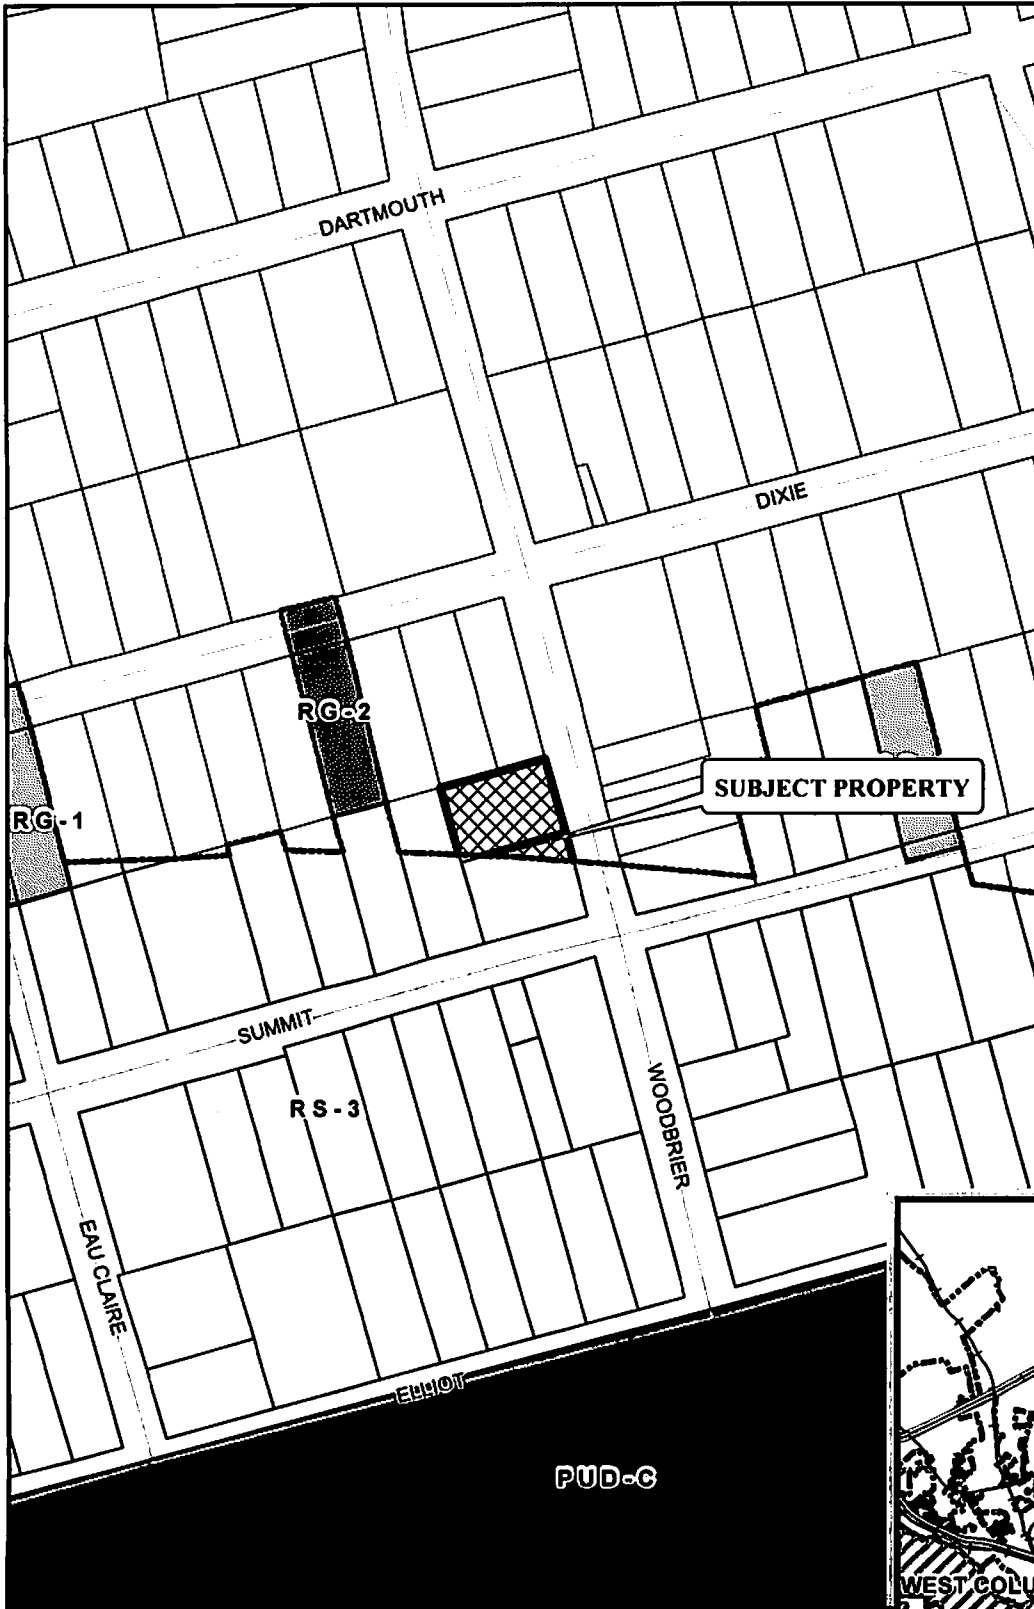 DARTMOUTH
DIXIE
RG-2
SUBJECT PROPERTY
RG-1
SUMMIT
WOODBRIER
RS-3
EAU CLAIRE
ELLIOT
PUD-C
WEST COLU